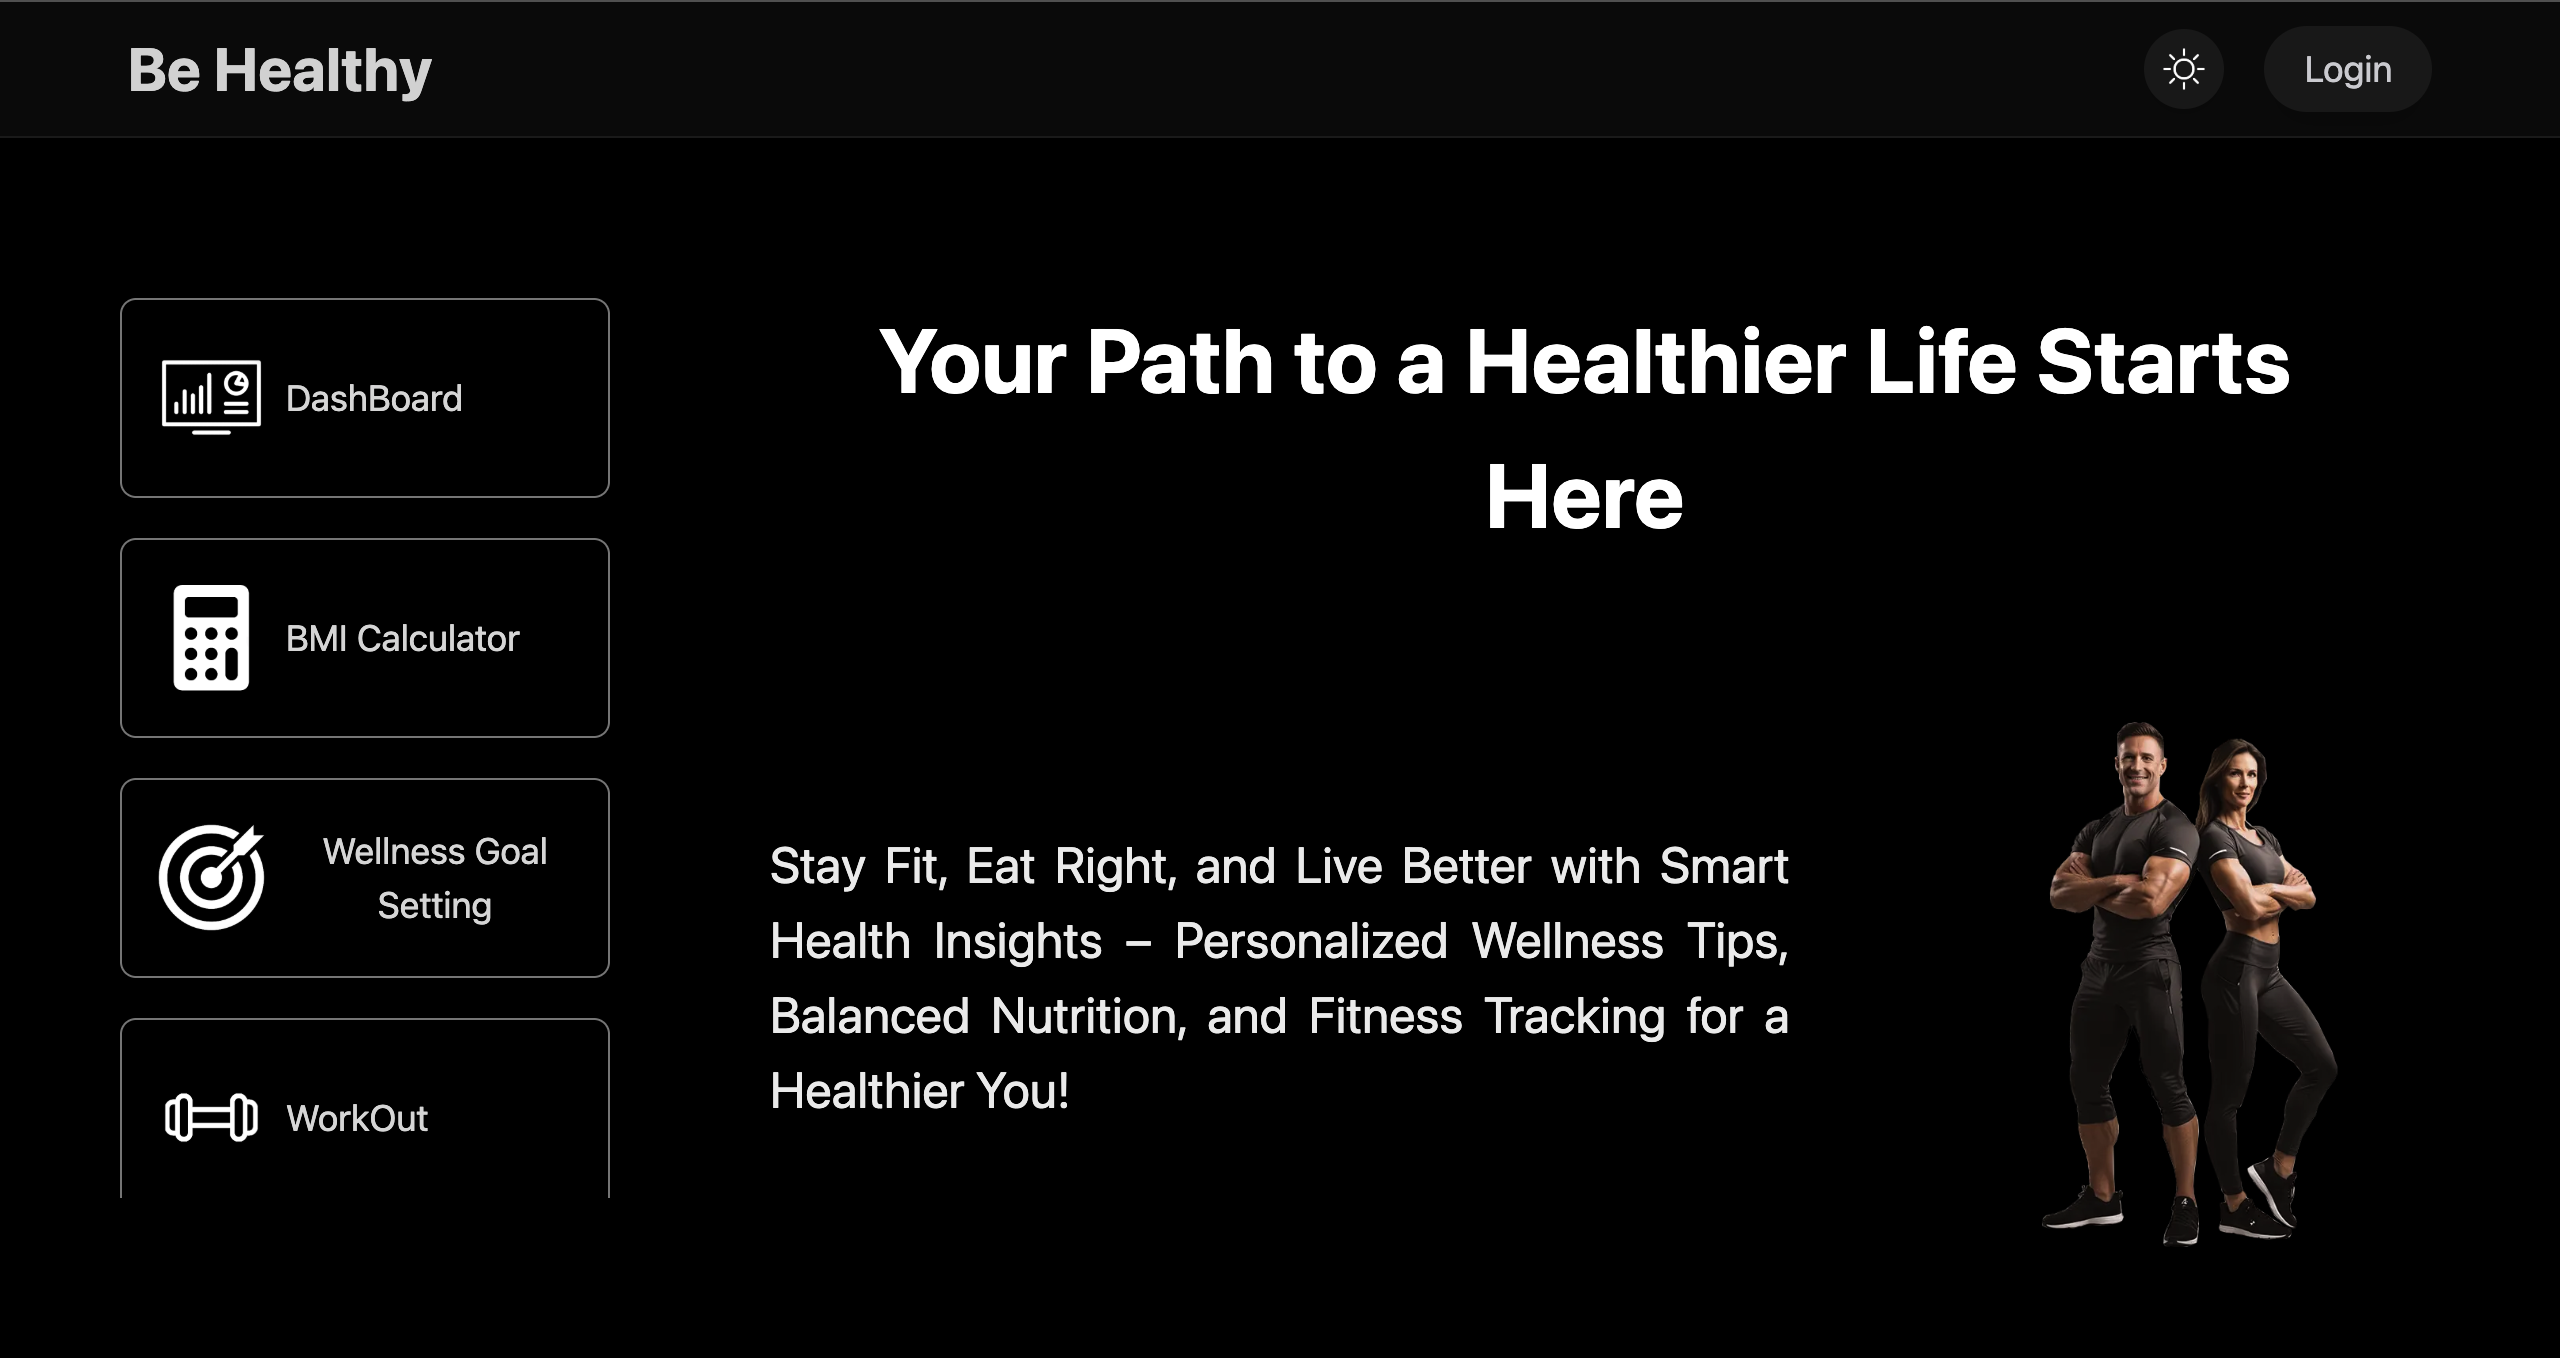 Be Healthy
Login
DashBoard
BMI Calculator
Wellness Goal
Setting
WorkOut
Your Path to a Healthier Life Starts
Here
Stay Fit, Eat Right, and Live Better with Smart
Health Insights – Personalized Wellness Tips,
Balanced Nutrition, and Fitness Tracking for a
Healthier You!